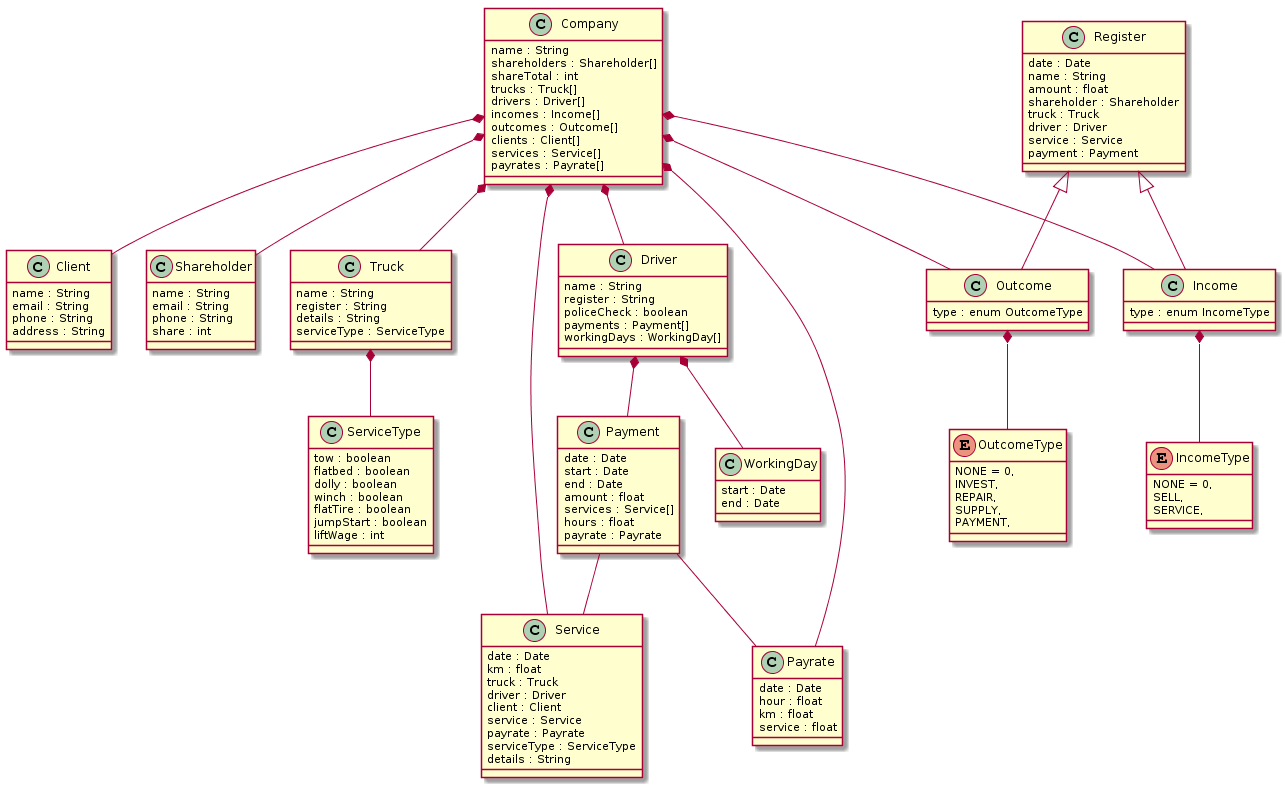 C Company
name : String
shareholders : Shareholder[]
shareTotal : int
trucks : Truck[]
drivers : Driver[]
incomes : Income[]
outcomes : Outcome[]
clients : Client[]
services : Service[]
payrates : Payrate[]
C Register
date : Date
name : String
amount : float
shareholder : Shareholder
truck : Truck
driver : Driver
service : Service
payment : Payment
C Client
name : String
email : String
phone : String
address : String
C Shareholder
name : String
email : String
phone : String
share : int
C Truck
name : String
register : String
details : String
serviceType : ServiceType
C Driver
name : String
register : String
policeCheck : boolean
payments : Payment[]
workingDays : WorkingDay[]
C Outcome
type : enum OutcomeType
C Income
type : enum IncomeType
C ServiceType
tow : boolean
flatbed : boolean
dolly : boolean
winch : boolean
flatTire : boolean
jumpStart : boolean
liftWage : int
C Payment
date : Date
start : Date
end : Date
amount : float
services : Service[]
hours : float
payrate : Payrate
C WorkingDay
start : Date
end : Date
E OutcomeType
NONE = 0,
INVEST,
REPAIR,
SUPPLY,
PAYMENT,
E IncomeType
NONE = 0,
SELL,
SERVICE,
C Service
date : Date
km : float
truck : Truck
driver : Driver
client : Client
service : Service
payrate : Payrate
serviceType : ServiceType
details : String
C Payrate
date : Date
hour : float
km : float
service : float